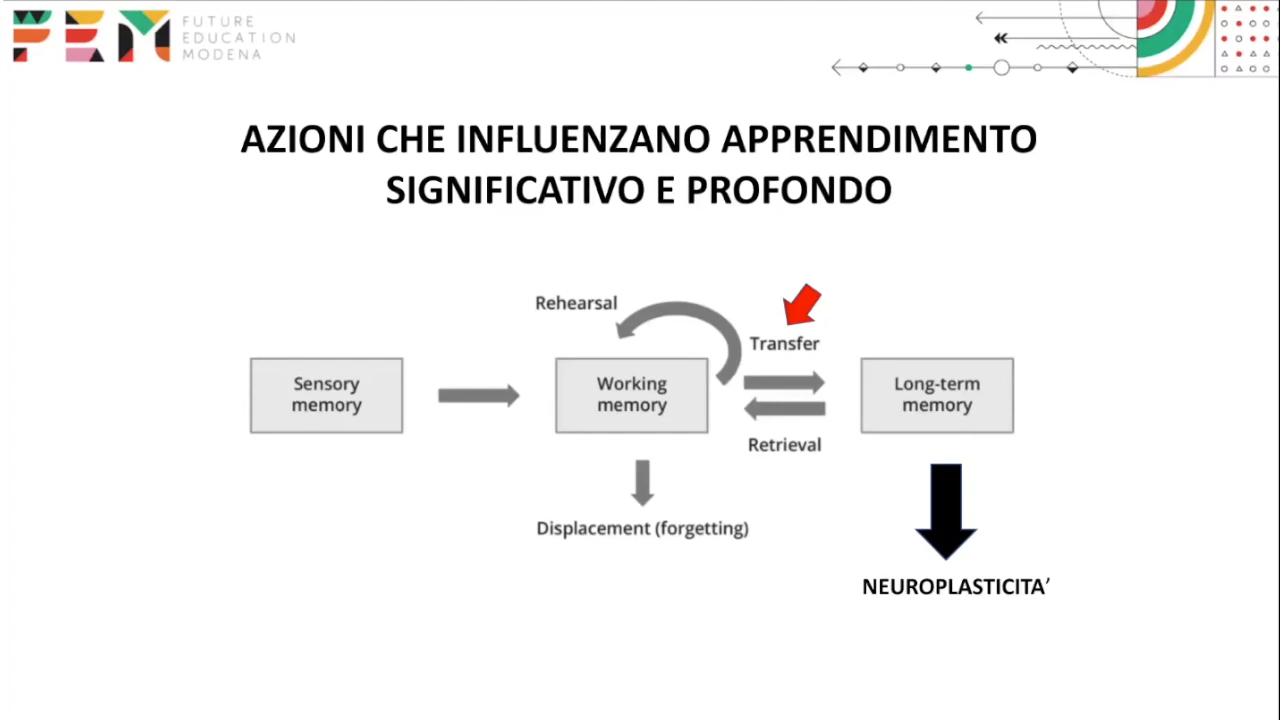 FEM
FUTURE
EDUCATION
MODENA
AZIONI CHE INFLUENZANO APPRENDIMENTO
SIGNIFICATIVO E PROFONDO
Rehearsal
Transfer
Sensory
memory
Working
memory
Long-term
memory
Retrieval
Displacement (forgetting)
NEUROPLASTICITA’